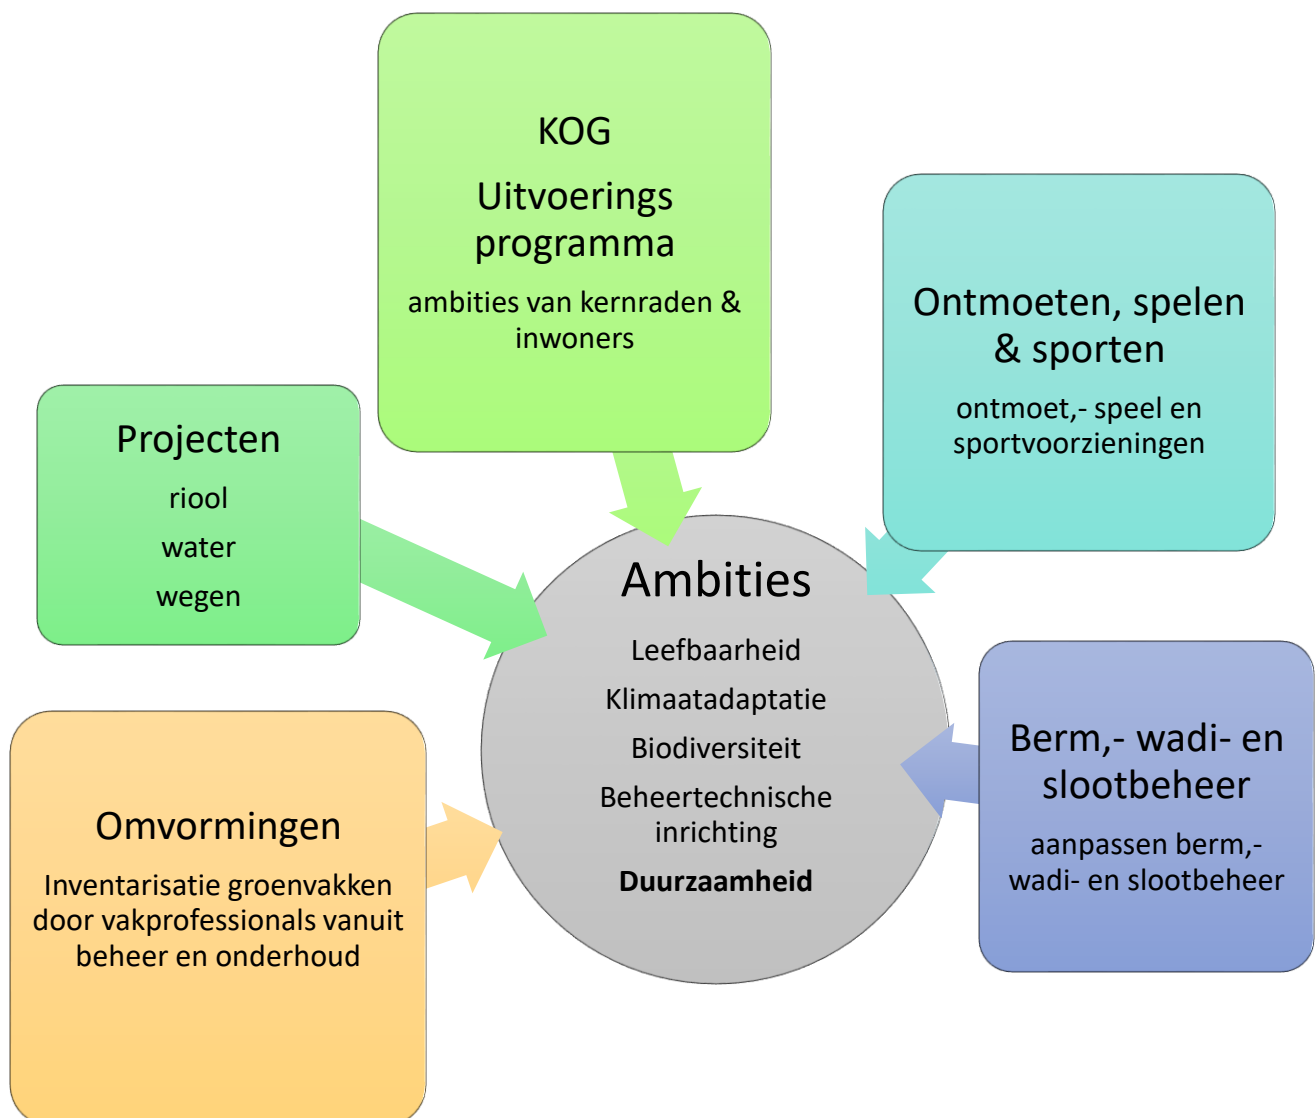 KOG
Uitvoerings
programma
ambities van kernraden &
inwoners
Ontmoeten, spelen
& sporten
ontmoet,- speel en
sportvoorzieningen
Projecten
riool
water
wegen
Ambities
Leefbaarheid
Klimaatadaptatie
Biodiversiteit
Beheertechnische
inrichting
Duurzaamheid
Berm,- wadi- en
slootbeheer
aanpassen berm,-
wadi- en slootbeheer
Omvormingen
Inventarisatie groenvakken
door vakprofessionals vanuit
beheer en onderhoud